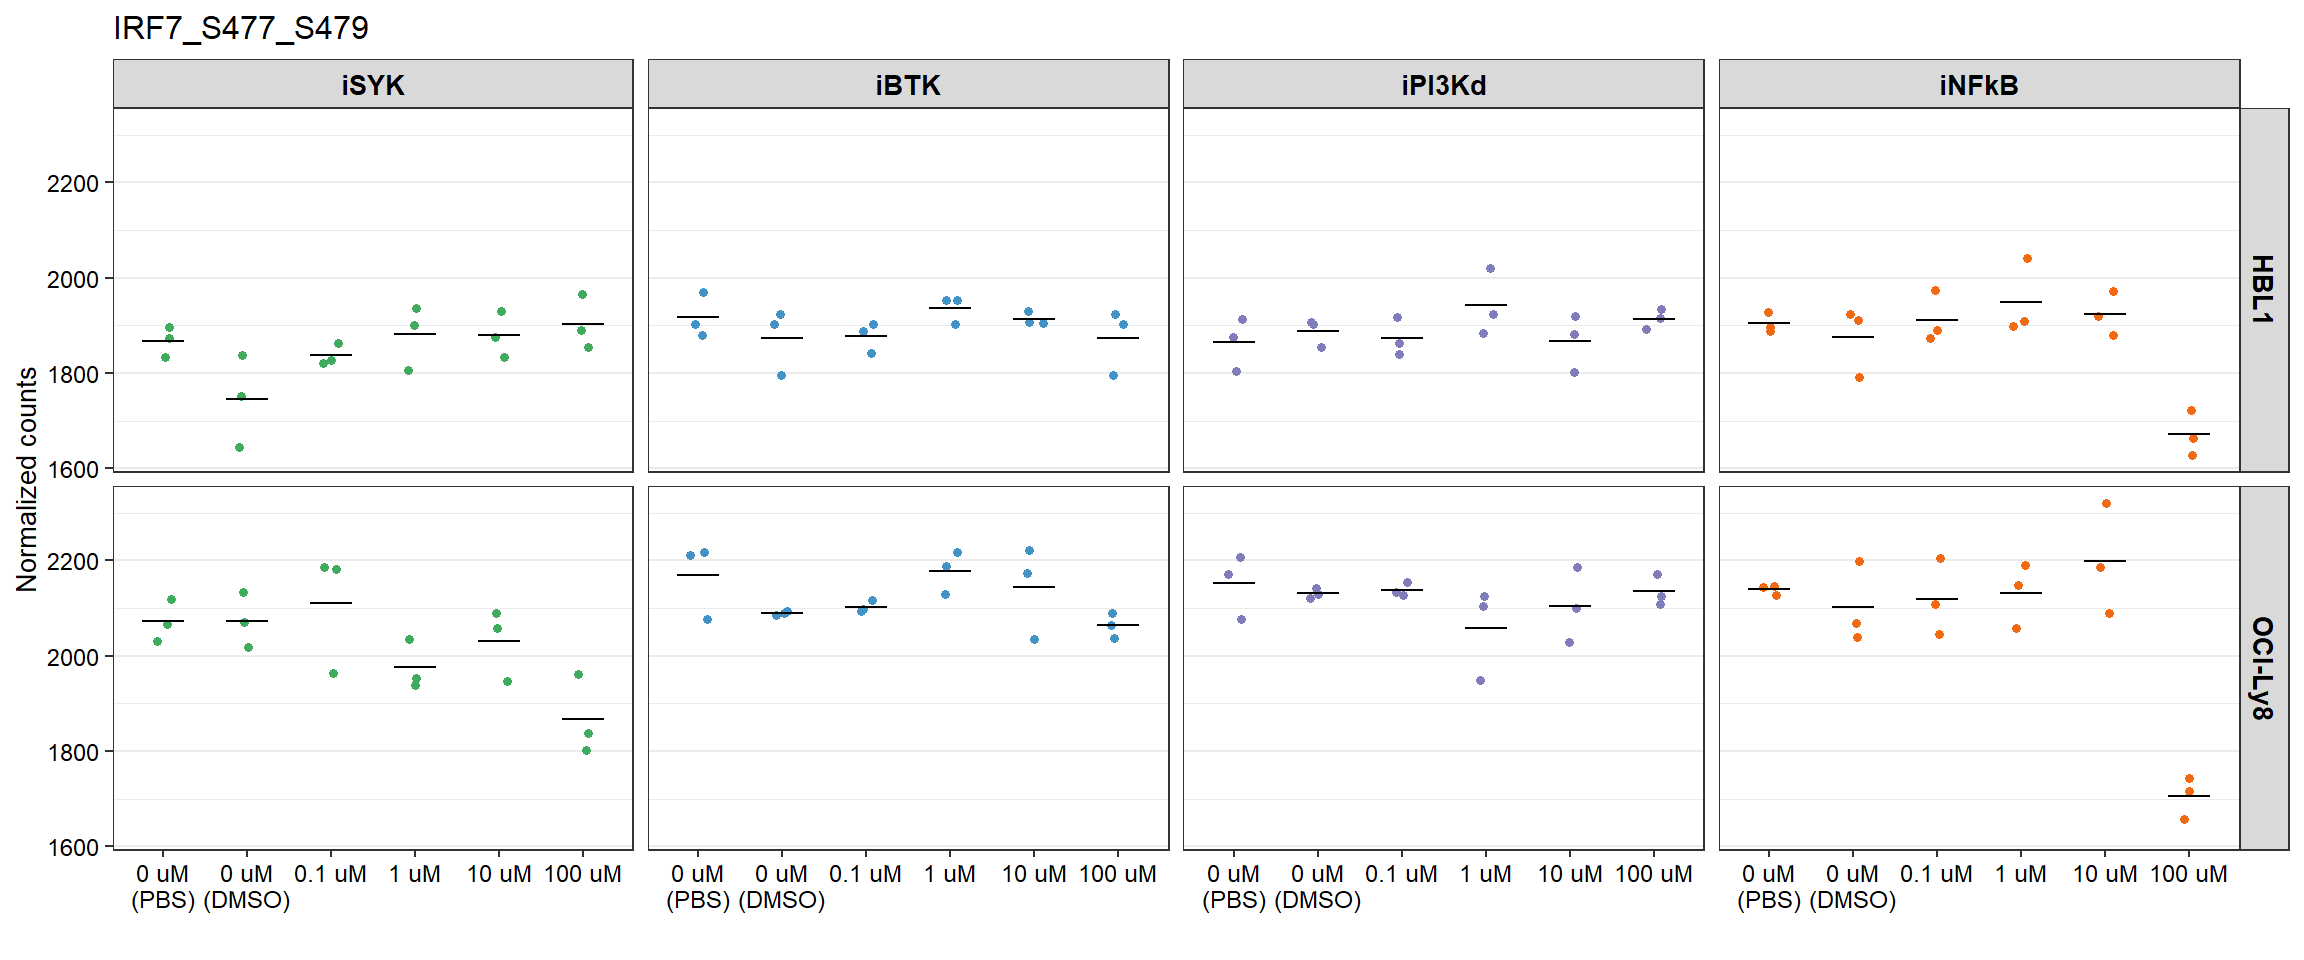 IRF7_S477_S479
iSYK iBTK iPI3Kd iNFkB
Normalized counts
2200
2000
1800
1600
HBL1
2200
2000
1800
1600
OCI-Ly8
0 uM 0 uM 0.1 uM 1 uM 10 uM 100 uM 0 uM 0 uM 0.1 uM 1 uM 10 uM 100 uM 0 uM 0 uM 0.1 uM 1 uM 10 uM 100 uM 0 uM 0 uM 0.1 uM 1 uM 10 uM 100 uM
(PBS) (DMSO) (PBS) (DMSO) (PBS) (DMSO) (PBS) (DMSO)